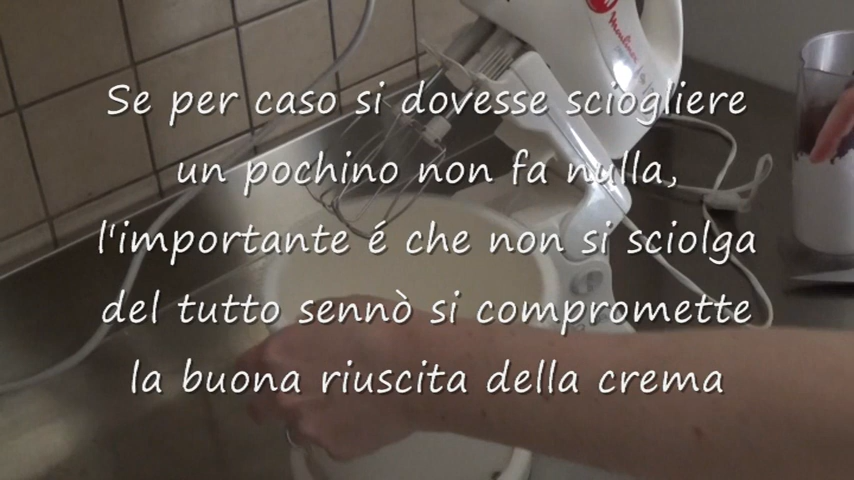 Moulinex
Se per caso si dovesse sciogliere
un pochino non fa nulla,
l'importante é che non si sciolga
del tutto sennò si compromette
la buona riuscita della crema